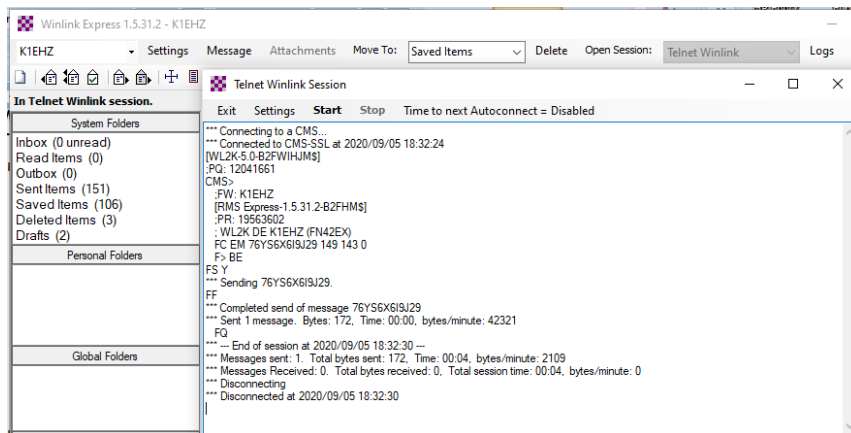 Winlink Express 1.5.31.2 - K1EHZ
K1EHZ Settings Message Attachments Move To: Saved Items Delete Open Session: Telnet Winlink Logs
In Telnet Winlink session.
System Folders
Inbox (0 unread)
Read Items (0)
Outbox (0)
Sent Items (151)
Saved Items (106)
Deleted Items (3)
Drafts (2)
Personal Folders
Global Folders
Telnet Winlink Session
Exit Settings Start Stop Time to next Autoconnect = Disabled
*** Connecting to a CMS...
*** Connected to CMS-SSL at 2020/09/05 18:32:24
[WL2K-5.0-B2FWIHJM$]
;PQ: 12041661
CMS>
;FW: K1EHZ
[RMS Express-1.5.31.2-B2FHM$]
;PR: 19563602
; WL2K DE K1EHZ (FN42EX)
FC EM 76YS6X6I9J29 149 143 0
F> BE
FS Y
*** Sending 76YS6X6I9J29.
FF
*** Completed send of message 76YS6X6I9J29
*** Sent 1 message. Bytes: 172, Time: 00:00, bytes/minute: 42321
FQ
*** --- End of session at 2020/09/05 18:32:30 ---
*** Messages sent: 1. Total bytes sent: 172, Time: 00:04, bytes/minute: 2109
*** Messages Received: 0. Total bytes received: 0, Total session time: 00:04, bytes/minute: 0
*** Disconnecting
*** Disconnected at 2020/09/05 18:32:30